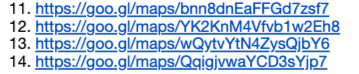 11. https://goo.gl/maps/bnn8dnEaFFGd7zsf7
12. https://goo.gl/maps/YK2KnM4Vfvb1w2Eh8
13. https://goo.gl/maps/wQytvYtN4ZysQjbY6
14. https://goo.gl/maps/QqigjvwaYCD3sYjp7